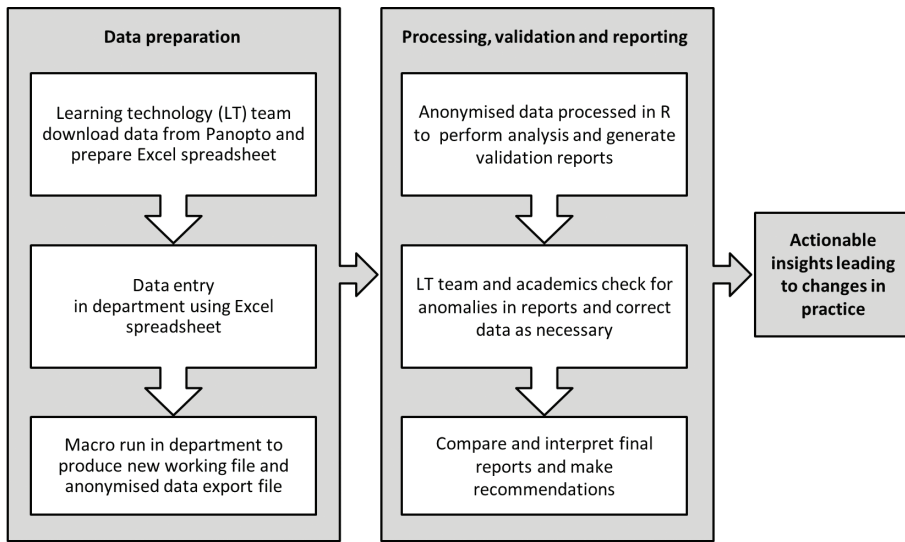 Data preparation
Learning technology (LT) team
download data from Panopto and
prepare Excel spreadsheet
Data entry
in department using Excel
spreadsheet
Macro run in department to
produce new working file and
anonymised data export file
Processing, validation and reporting
Anonymised data processed in R
to perform analysis and generate
validation reports
LT team and academics check for
anomalies in reports and correct
data as necessary
Compare and interpret final
reports and make
recommendations
Actionable
insights leading
to changes in
practice